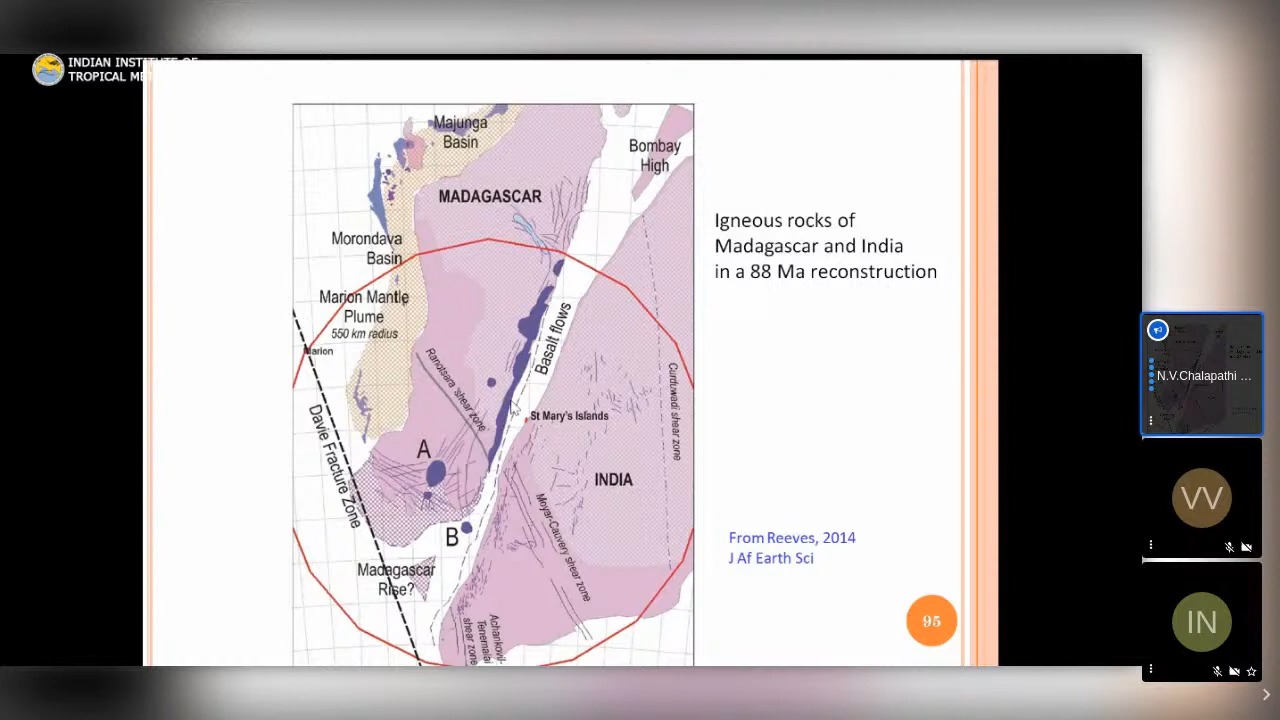 INDIAN INSTITUTE OF
TROPICAL ME
Majunga
Basin
Bombay
High
MADAGASCAR
Morondava
Basin
Marion Mantle
Plume
550 km radius
Marion
Ranotsara shear zone
Basalt flows
Curduwadi shear zone
St Mary's Islands
Davie Fracture Zone
A
INDIA
Moyar-Cauvery shear zone
B
Madagascar
Rise?
Achankovil-
Tenemalai
shear zone
Igneous rocks of
Madagascar and India
in a 88 Ma reconstruction
From Reeves, 2014
J Af Earth Sci
95
N.V.Chalapathi ...
VV
IN